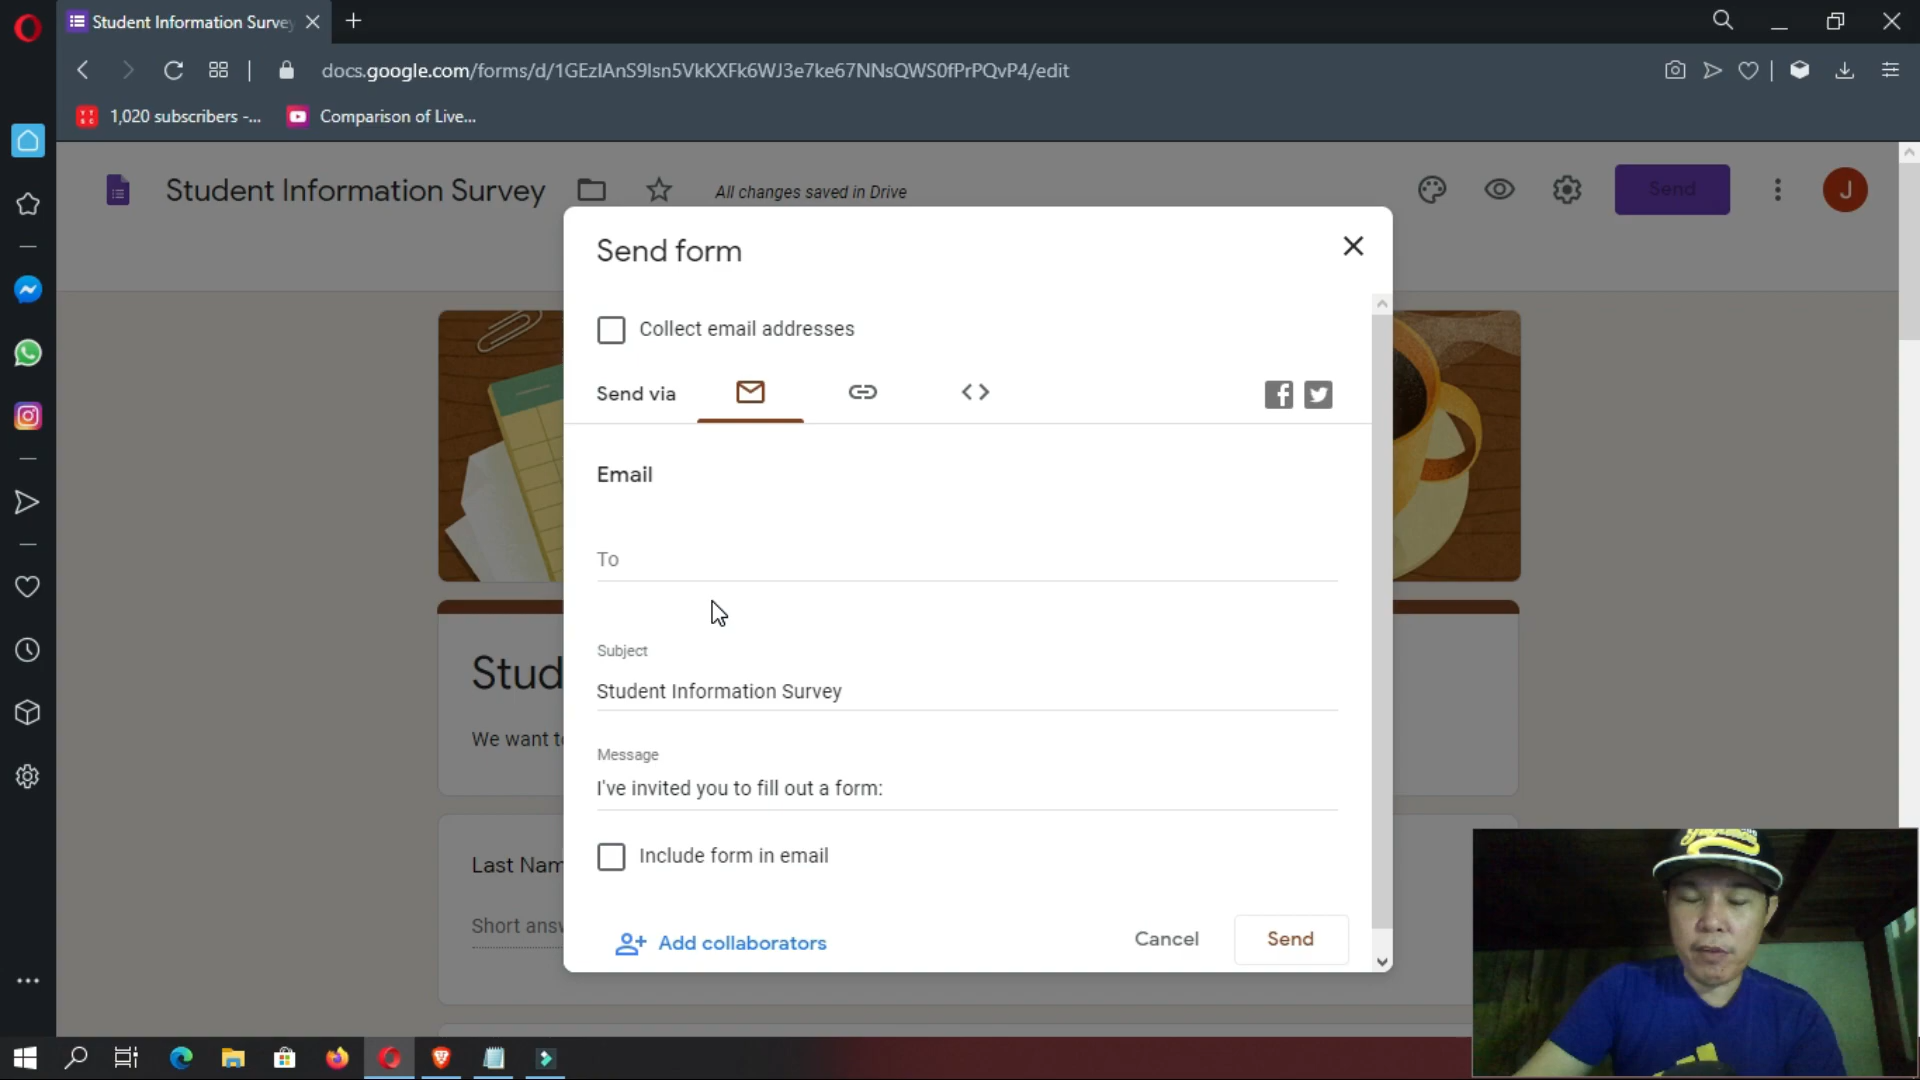 Student Information Surve
docs.google.com/forms/d/1GEzlAnS9lsn5VkKXFk6WJ3e7ke67NNsQWS0fPrPQvP4/edit
1,020 subscribers -...
Comparison of Live...
Student Information Survey
All changes saved in Drive
Send
J
Send form
Collect email addresses
Send via
Email
To
Subject
Student Information Survey
Message
I've invited you to fill out a form:
Include form in email
Add collaborators
Cancel
Send
Stud
We want t
Last Nam
Short ans